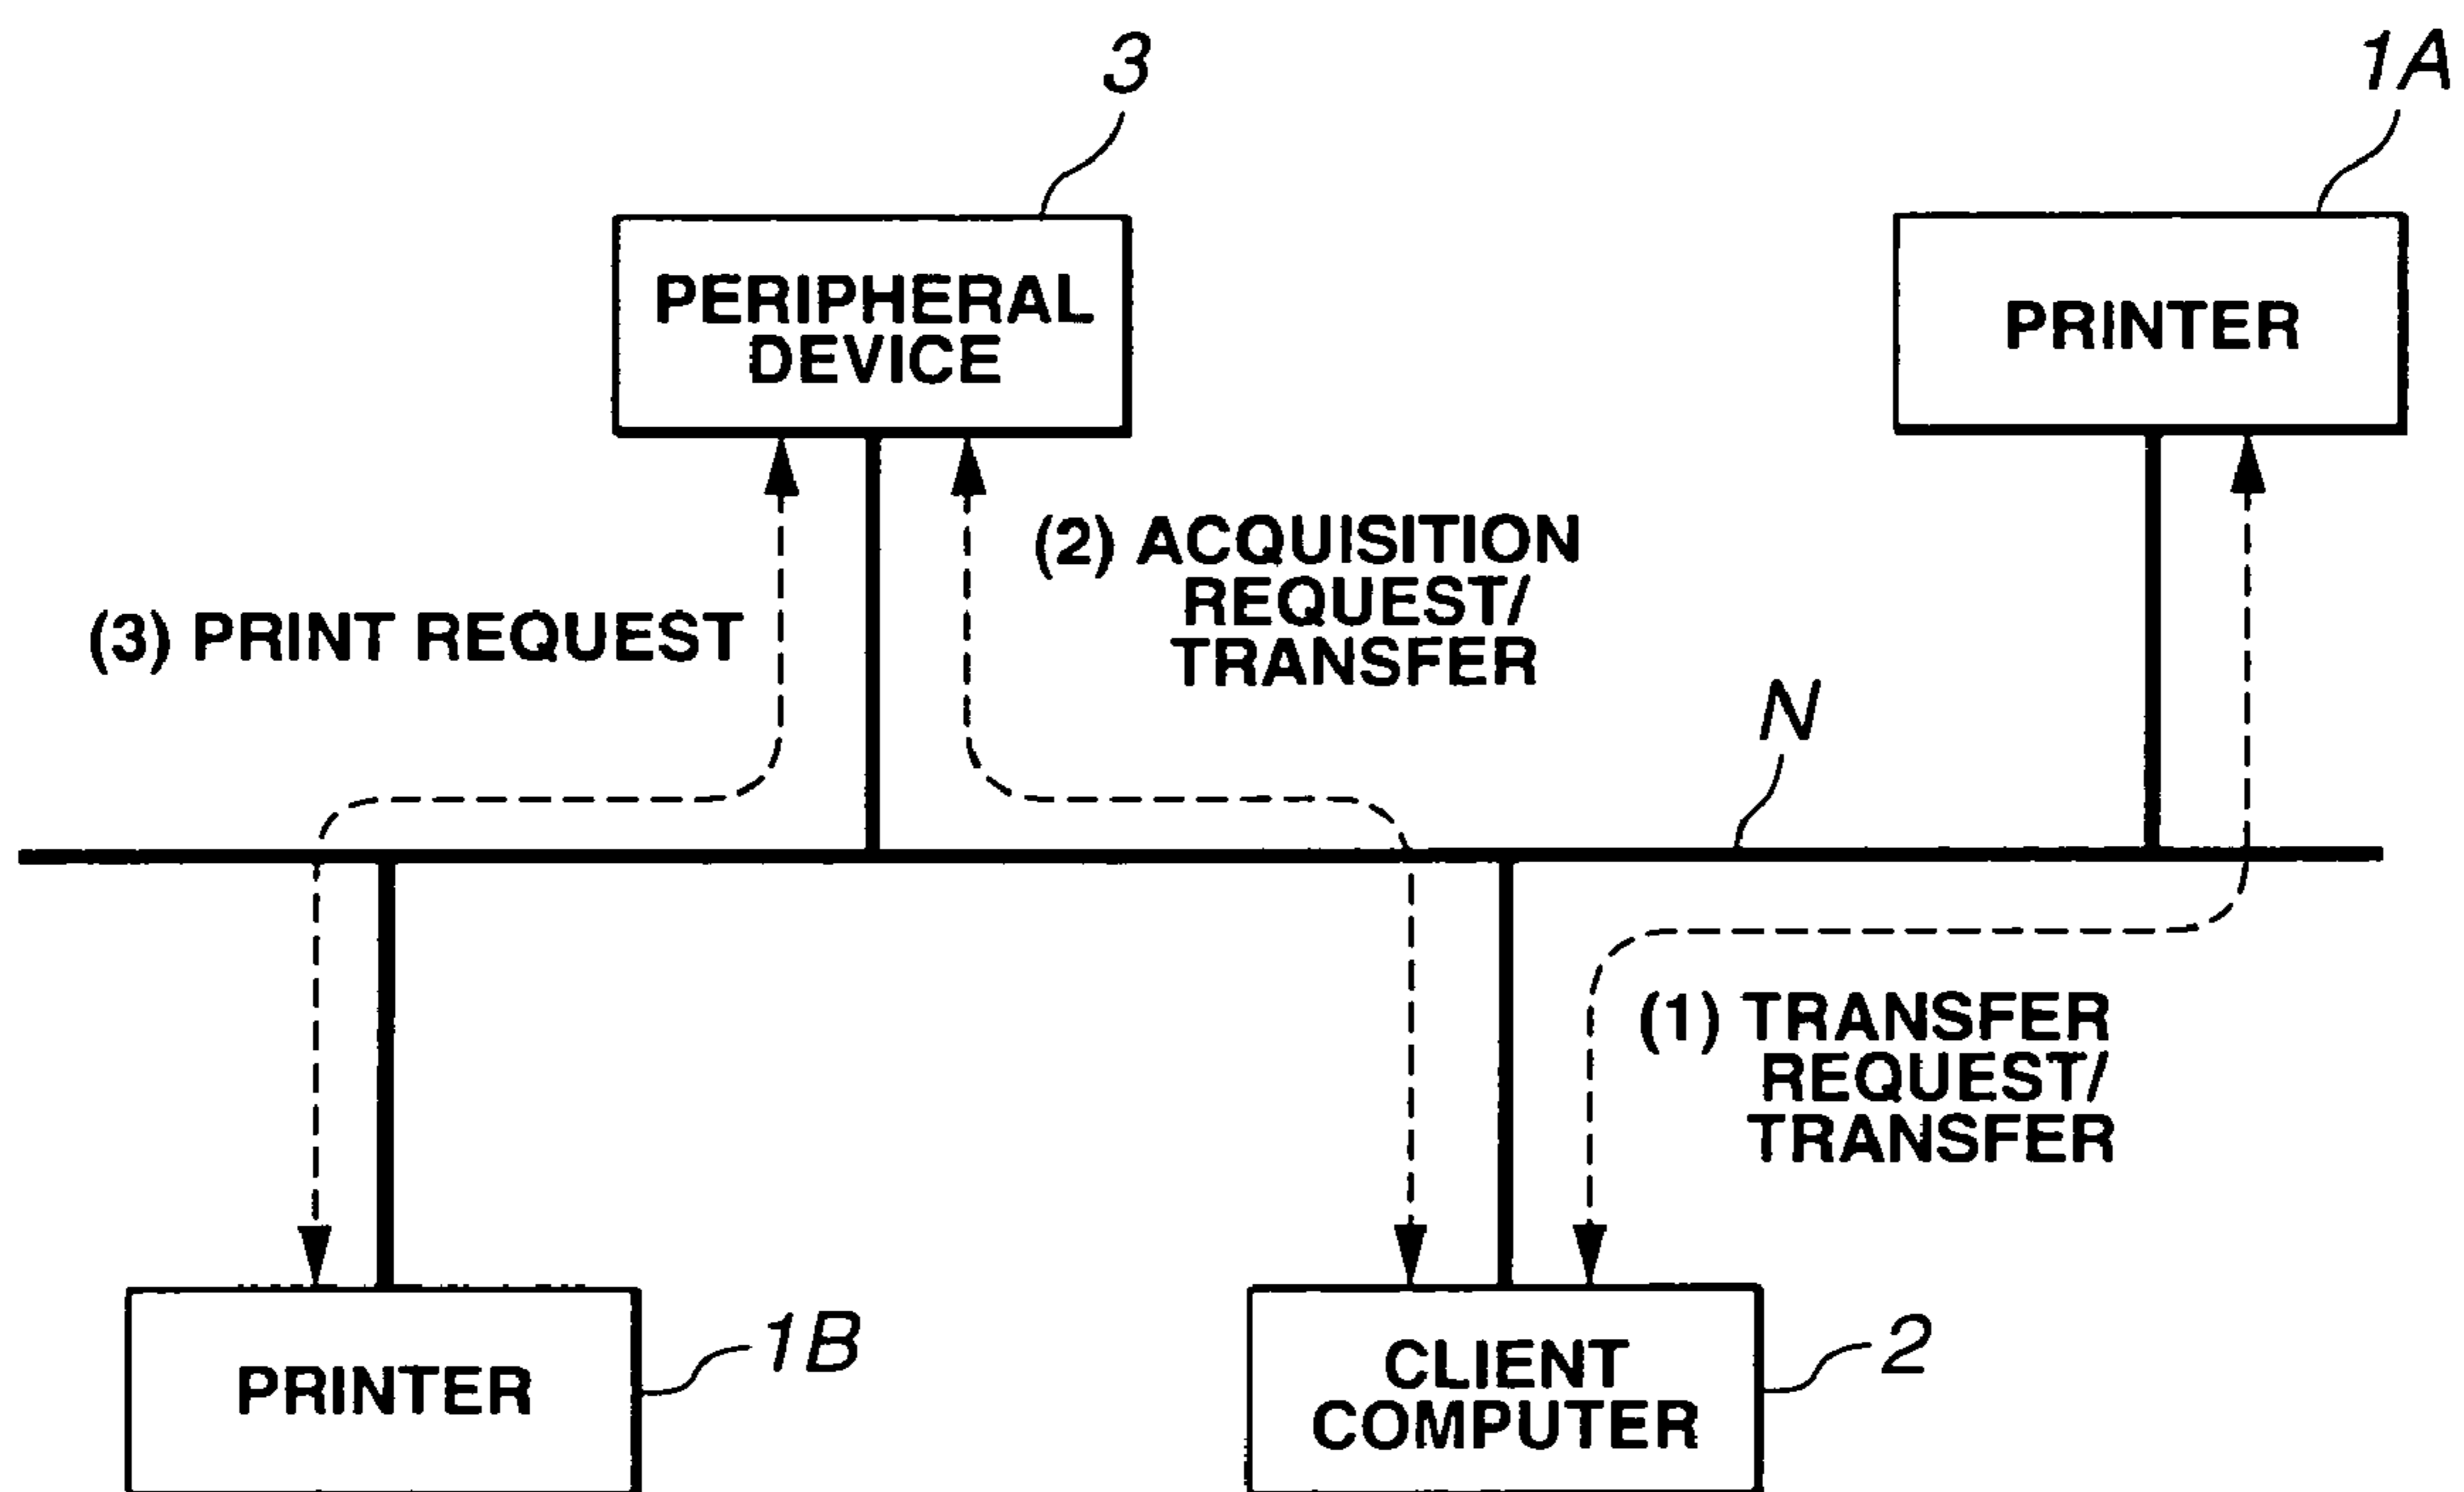 3
1A
PERIPHERAL
DEVICE
PRINTER
(2) ACQUISITION
REQUEST/
TRANSFER
(3) PRINT REQUEST
N
(1) TRANSFER
REQUEST/
TRANSFER
PRINTER
1B
CLIENT
COMPUTER
2